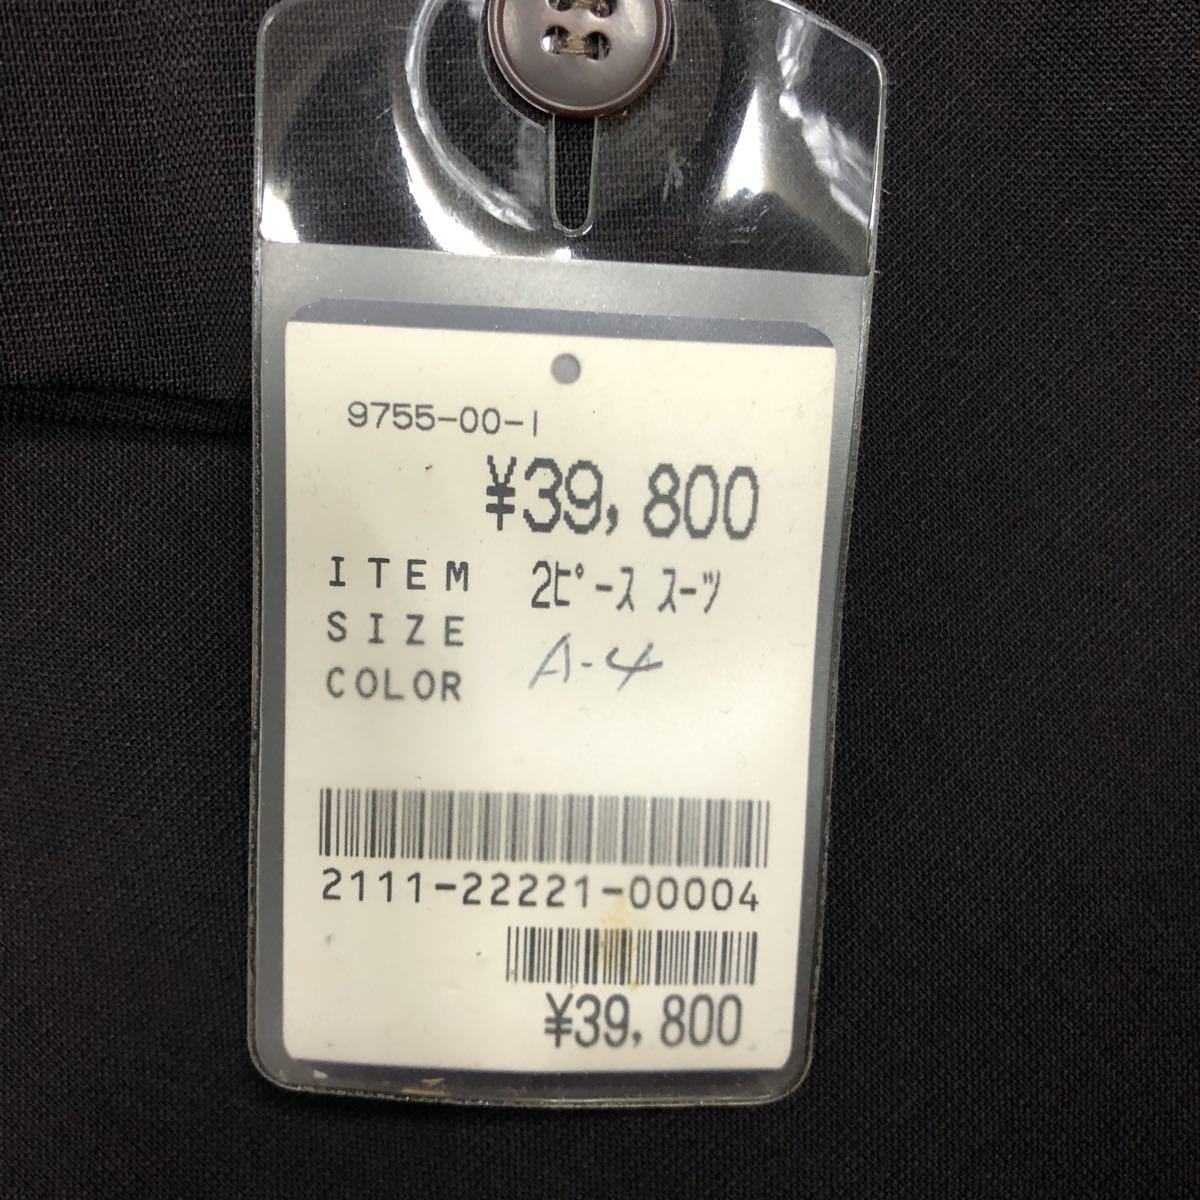 9755-00-1
¥39,800
ITEM 2ﾋﾟｰｽ ｽｰﾂ
SIZE A-4
COLOR
2111-22221-00004
¥39,800